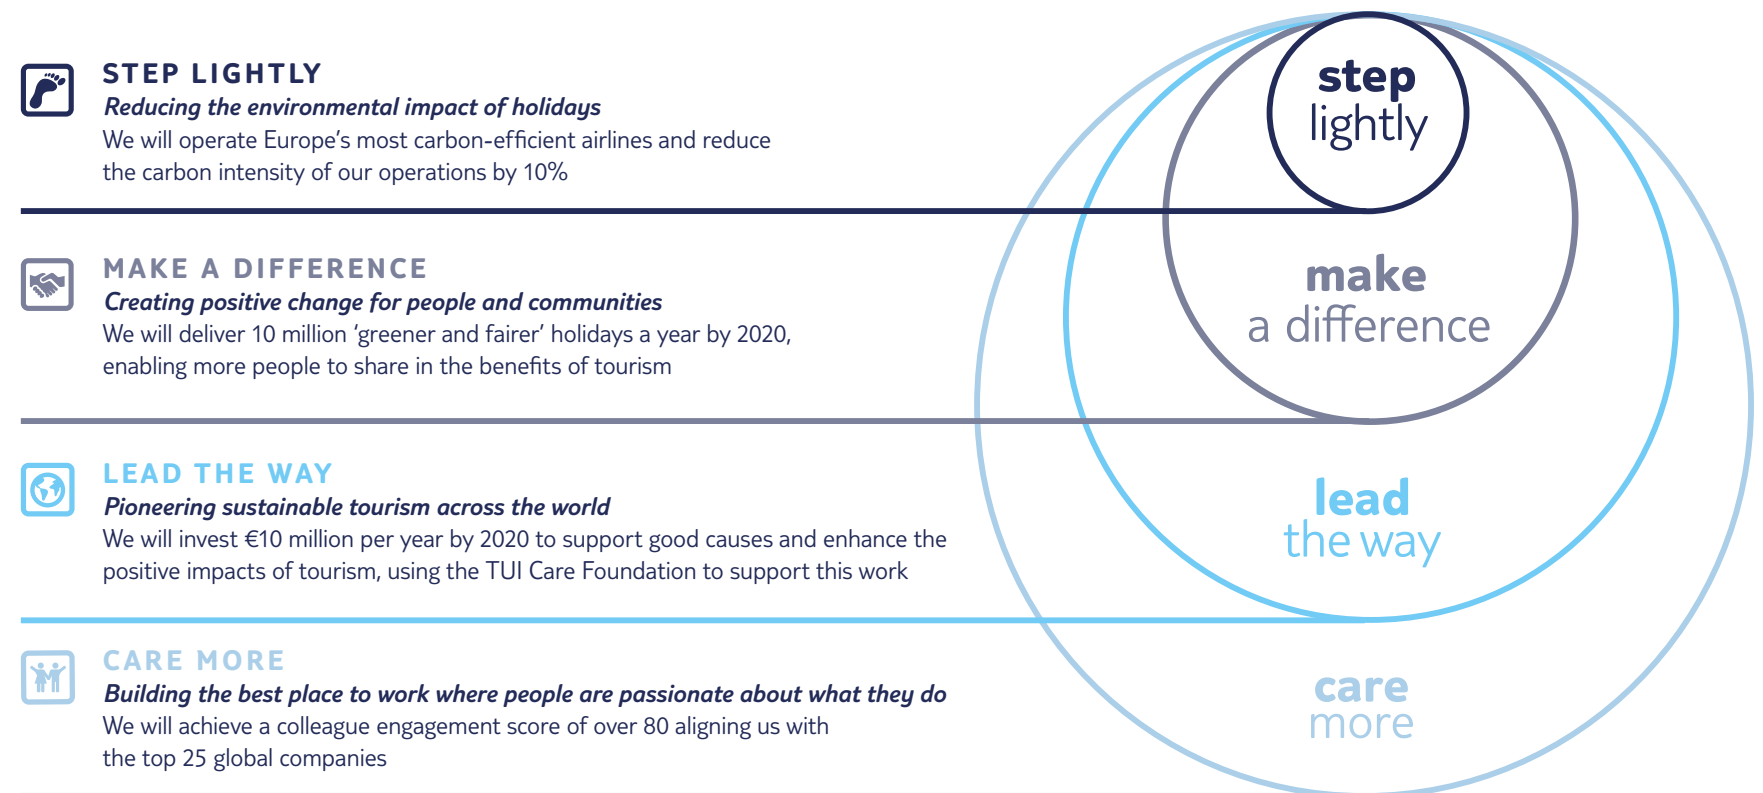 STEP LIGHTLY
Reducing the environmental impact of holidays
We will operate Europe’s most carbon-efficient airlines and reduce
the carbon intensity of our operations by 10%
MAKE A DIFFERENCE
Creating positive change for people and communities
We will deliver 10 million ‘greener and fairer’ holidays a year by 2020,
enabling more people to share in the benefits of tourism
LEAD THE WAY
Pioneering sustainable tourism across the world
We will invest €10 million per year by 2020 to support good causes and enhance the
positive impacts of tourism, using the TUI Care Foundation to support this work
CARE MORE
Building the best place to work where people are passionate about what they do
We will achieve a colleague engagement score of over 80 aligning us with
the top 25 global companies
step
lightly
make
a difference
lead
the way
care
more